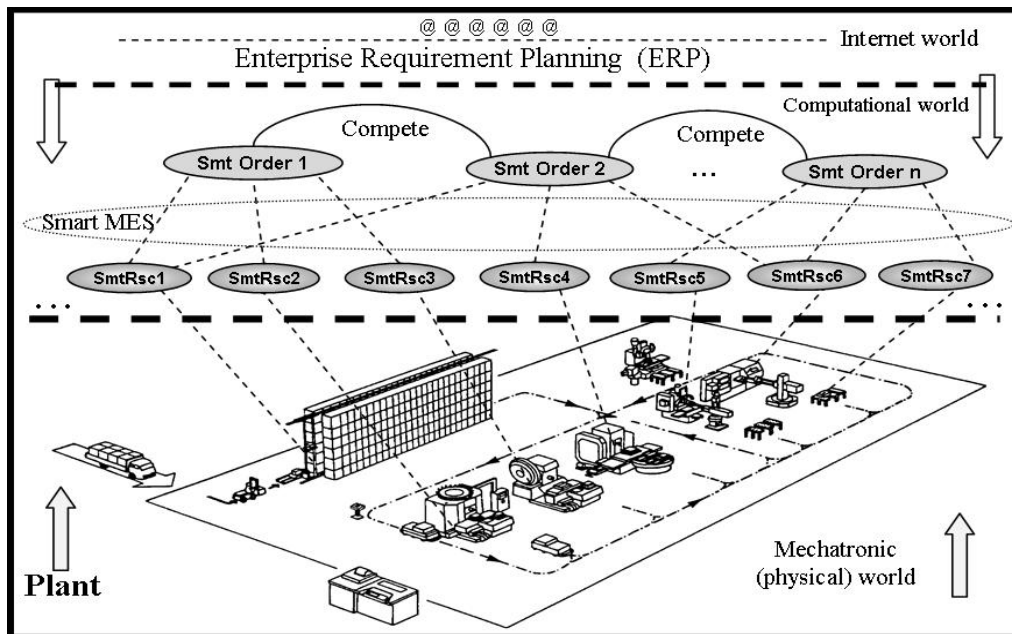 @ @ @ @ @ @
Internet world
Enterprise Requirement Planning (ERP)
Computational world
Compete
Compete
Smt Order 1
Smt Order 2
...
Smt Order n
Smart MES
SmtRsc1
SmtRsc2
SmtRsc3
SmtRsc4
SmtRsc5
SmtRsc6
SmtRsc7
...
...
Plant
Mechatronic
(physical) world